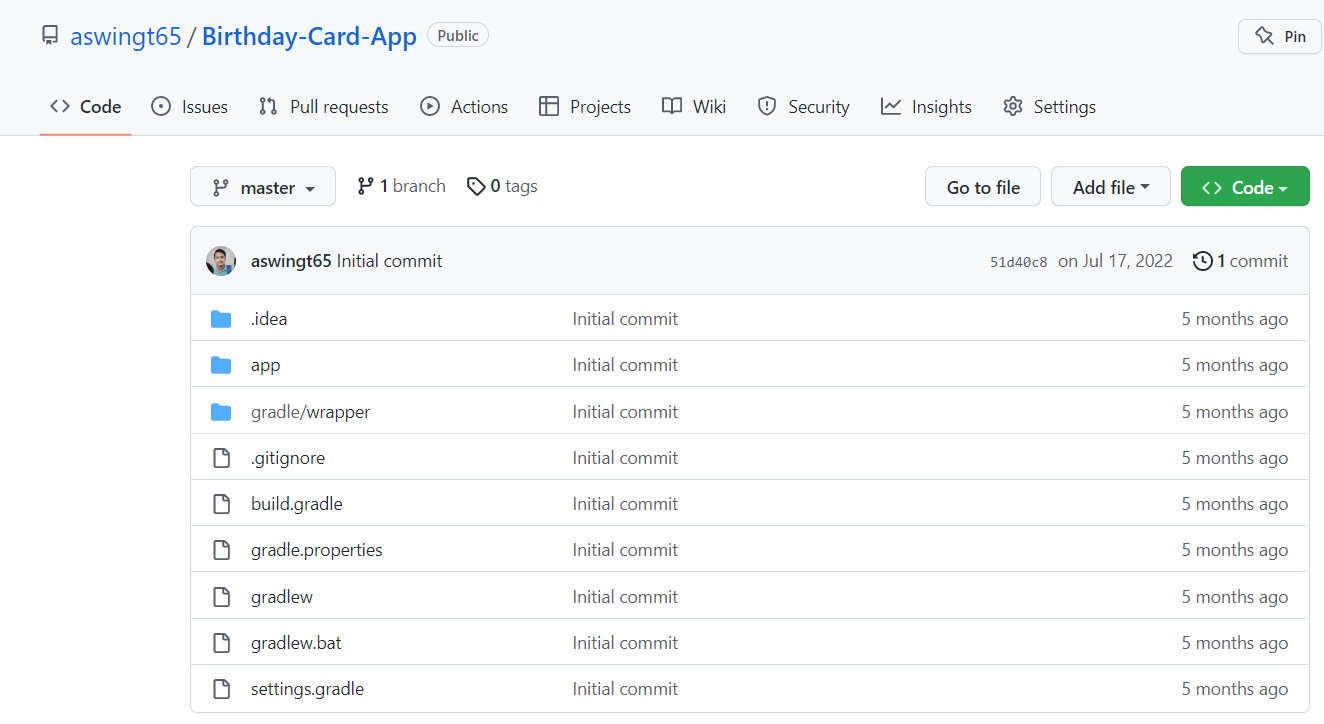 aswingt65 / Birthday-Card-App Public Pin
Code Issues Pull requests Actions Projects Wiki Security Insights Settings
master 1 branch 0 tags Go to file Add file Code
aswingt65 Initial commit 51d40c8 on Jul 17, 2022 1 commit
.idea Initial commit 5 months ago
app Initial commit 5 months ago
gradle/wrapper Initial commit 5 months ago
.gitignore Initial commit 5 months ago
build.gradle Initial commit 5 months ago
gradle.properties Initial commit 5 months ago
gradlew Initial commit 5 months ago
gradlew.bat Initial commit 5 months ago
settings.gradle Initial commit 5 months ago